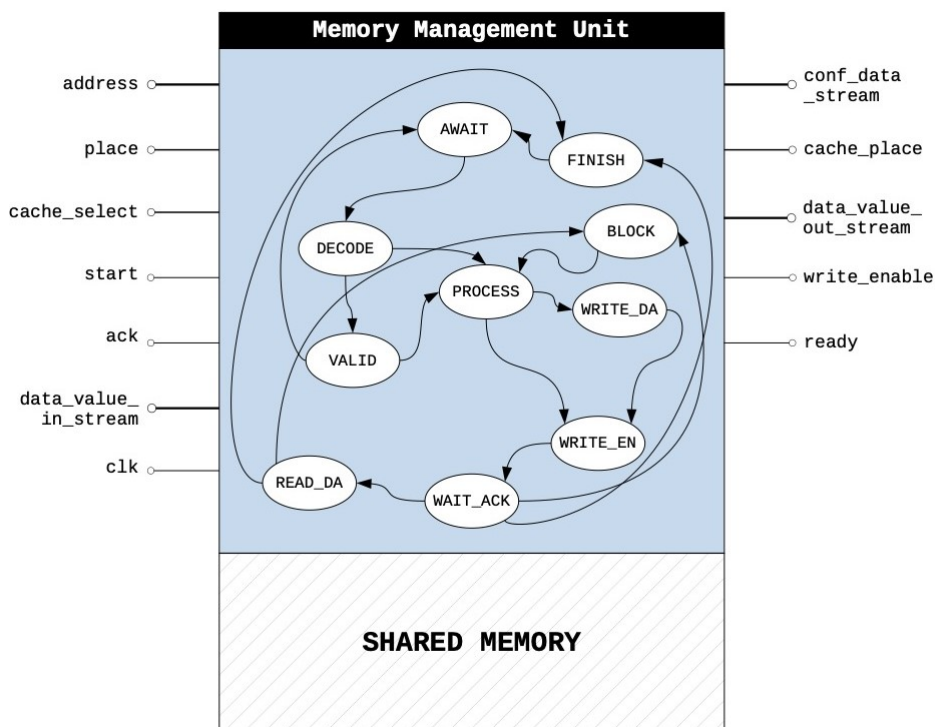 Memory Management Unit
address
place
cache_select
start
ack
data_value_
in_stream
clk
AWAIT
FINISH
DECODE
BLOCK
PROCESS
WRITE_DA
VALID
WRITE_EN
READ_DA
WAIT_ACK
conf_data
_stream
cache_place
data_value_
out_stream
write_enable
ready
SHARED MEMORY